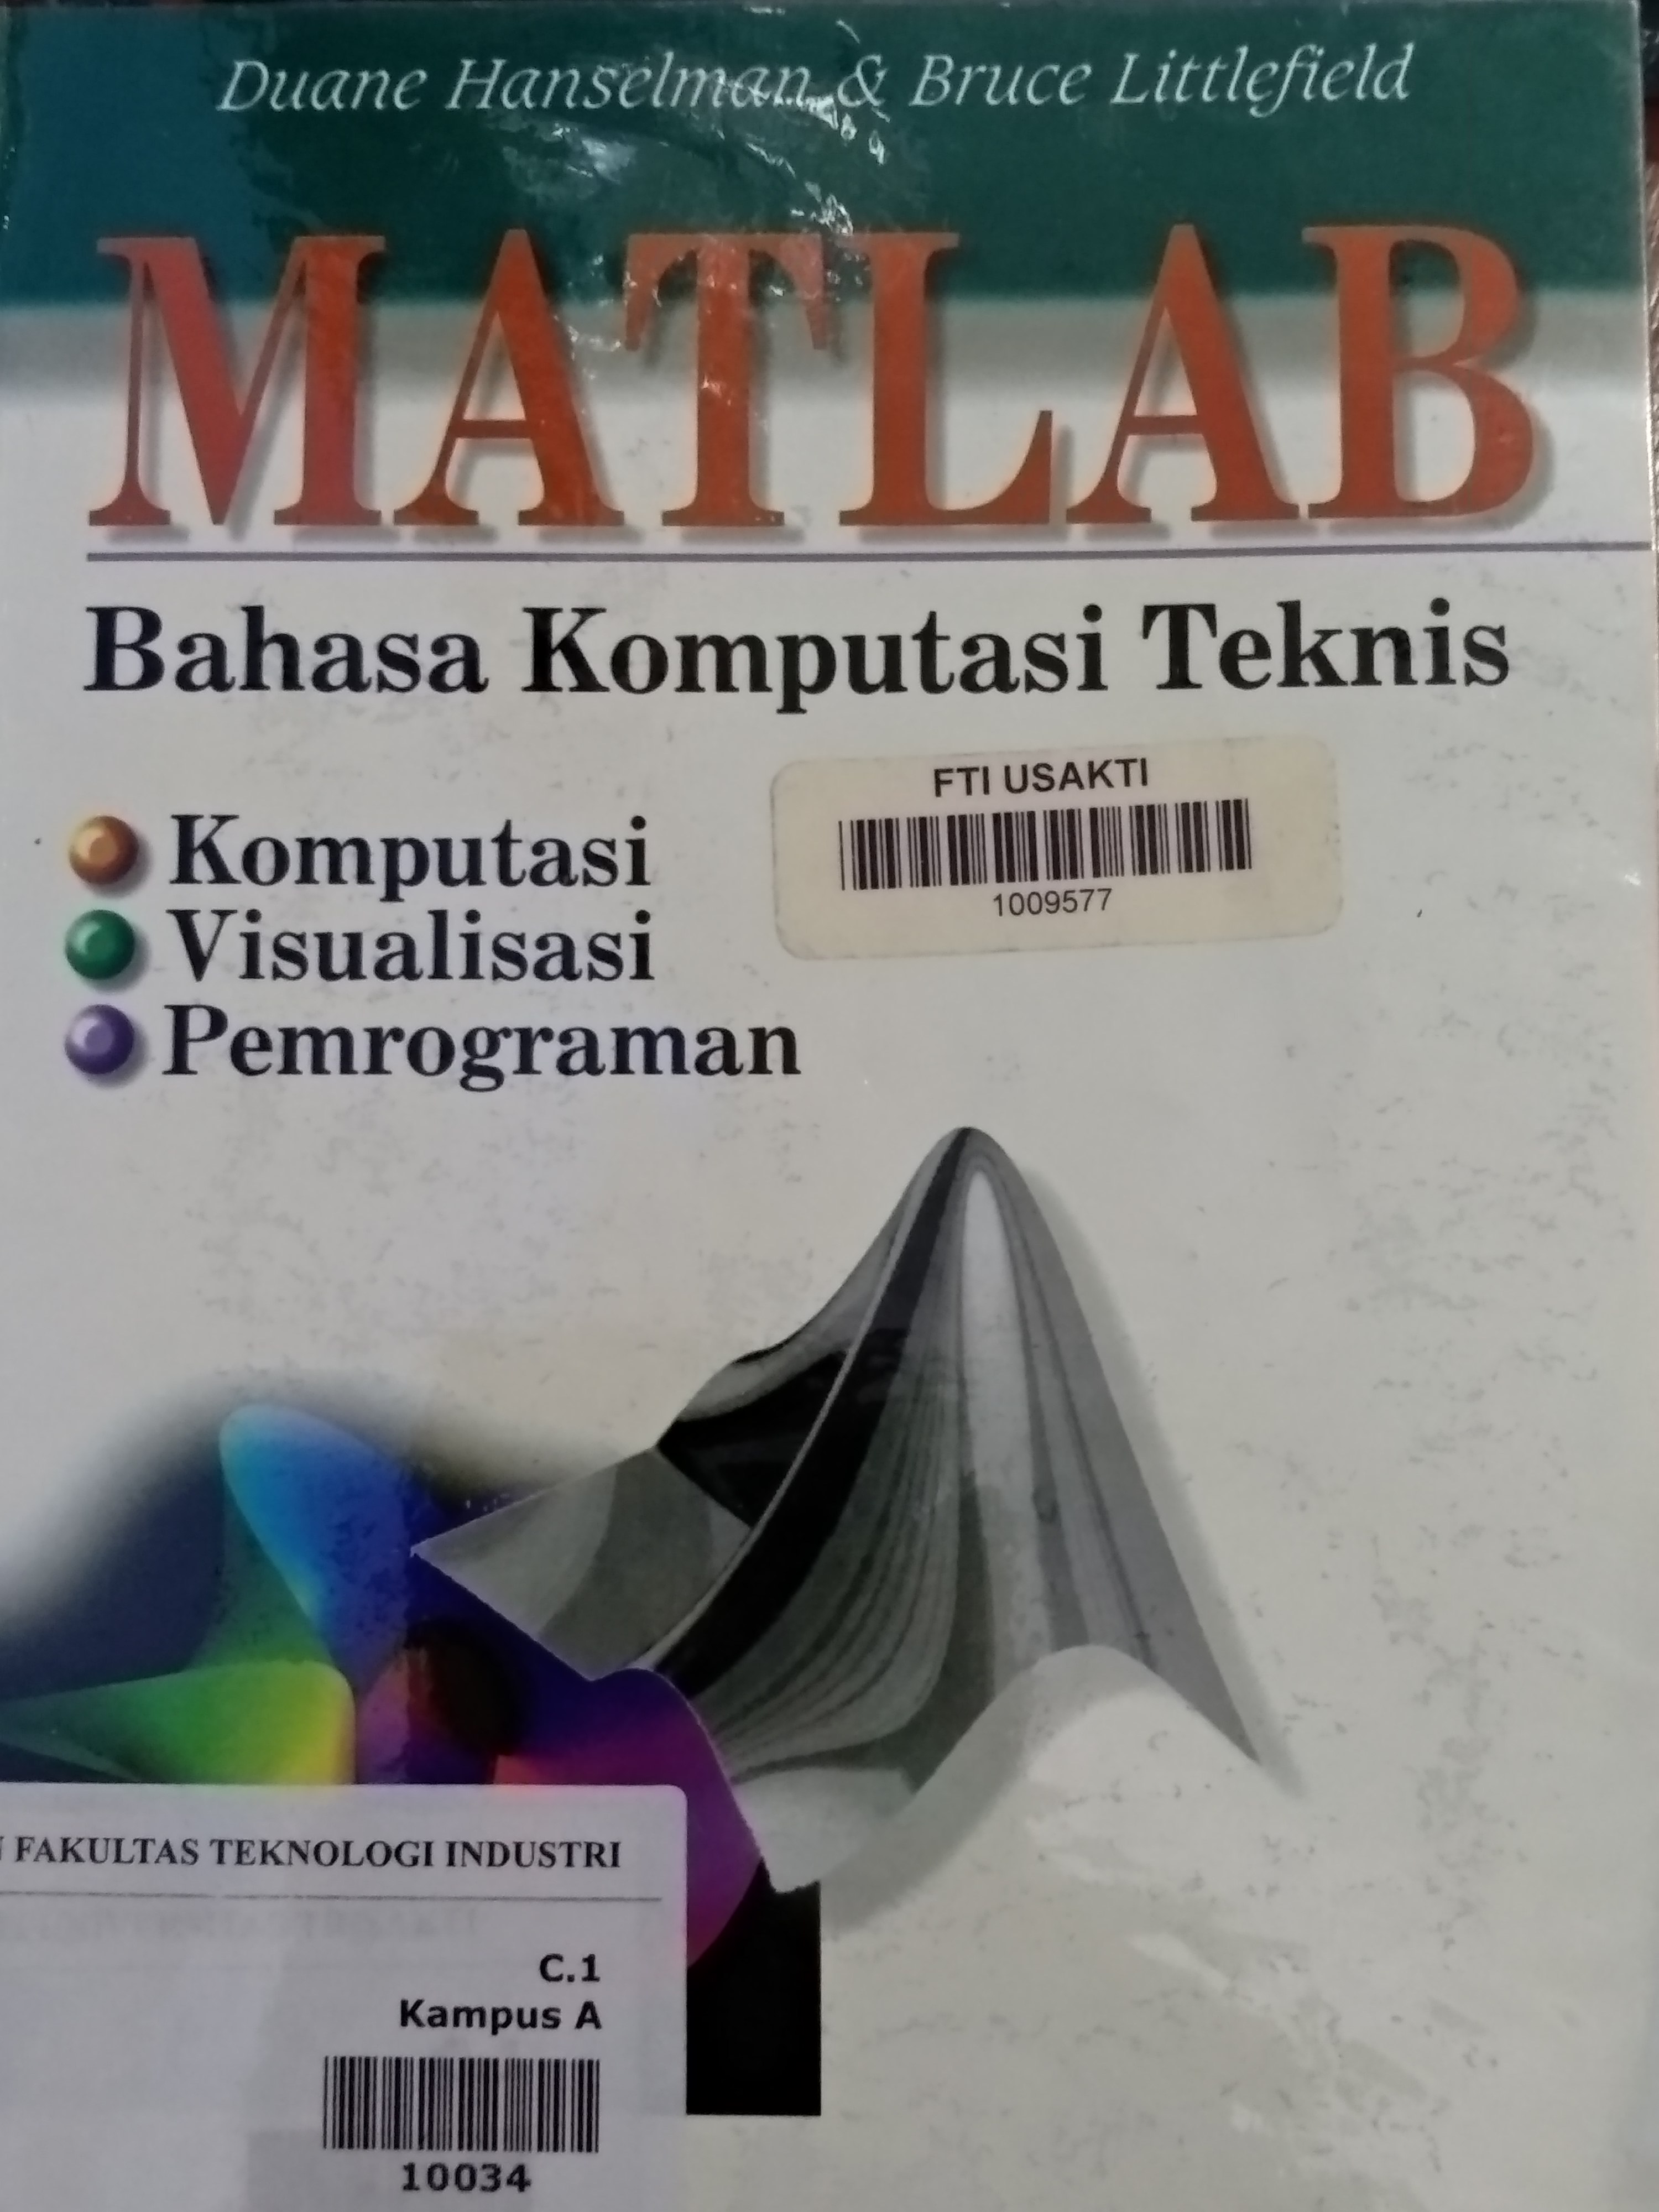 Duane Hanselman & Bruce Littlefield
MATLAB
Bahasa Komputasi Teknis
Komputasi
Visualisasi
Pemrograman
FTI USAKTI
1009577
FAKULTAS TEKNOLOGI INDUSTRI
C.1
Kampus A
10034